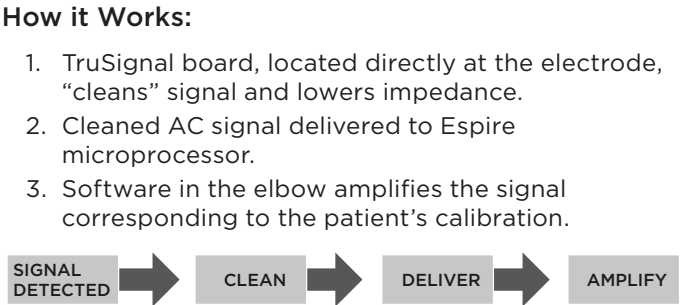 How it Works:
1. TruSignal board, located directly at the electrode,
“cleans” signal and lowers impedance.
2. Cleaned AC signal delivered to Espire
microprocessor.
3. Software in the elbow amplifies the signal
corresponding to the patient’s calibration.
SIGNAL
DETECTED
CLEAN
DELIVER
AMPLIFY